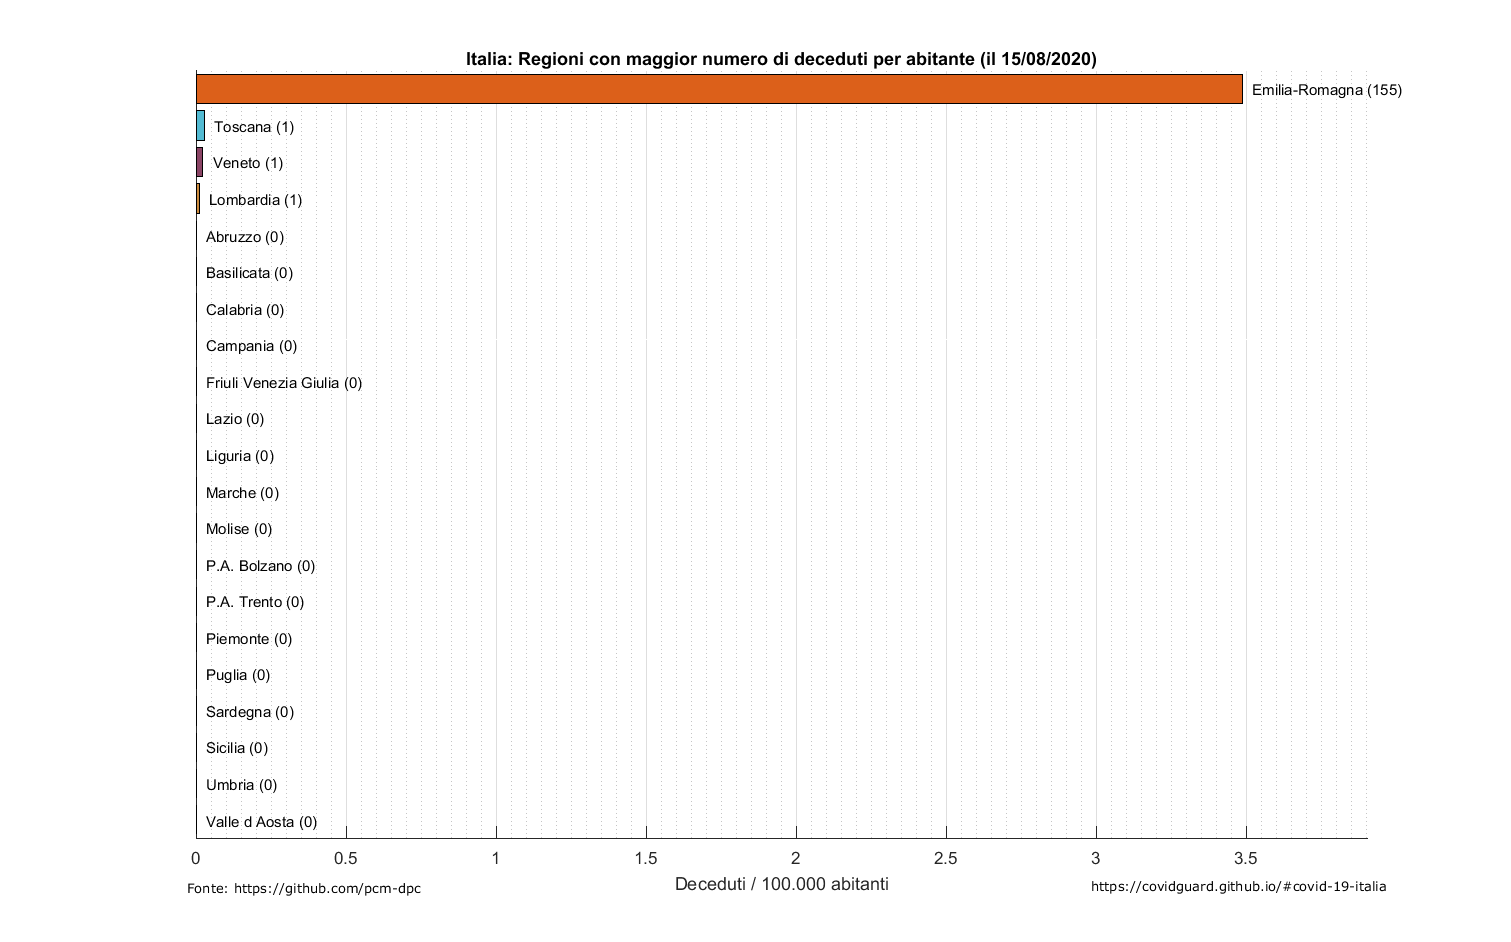 Italia: Regioni con maggior numero di deceduti per abitante (il 15/08/2020)
Emilia-Romagna (155)
Toscana (1)
Veneto (1)
Lombardia (1)
Abruzzo (0)
Basilicata (0)
Calabria (0)
Campania (0)
Friuli Venezia Giulia (0)
Lazio (0)
Liguria (0)
Marche (0)
Molise (0)
P.A. Bolzano (0)
P.A. Trento (0)
Piemonte (0)
Puglia (0)
Sardegna (0)
Sicilia (0)
Umbria (0)
Valle d Aosta (0)
0 0.5 1 1.5 2 2.5 3 3.5
Deceduti / 100.000 abitanti
Fonte: https://github.com/pcm-dpc
https://covidguard.github.io/#covid-19-italia